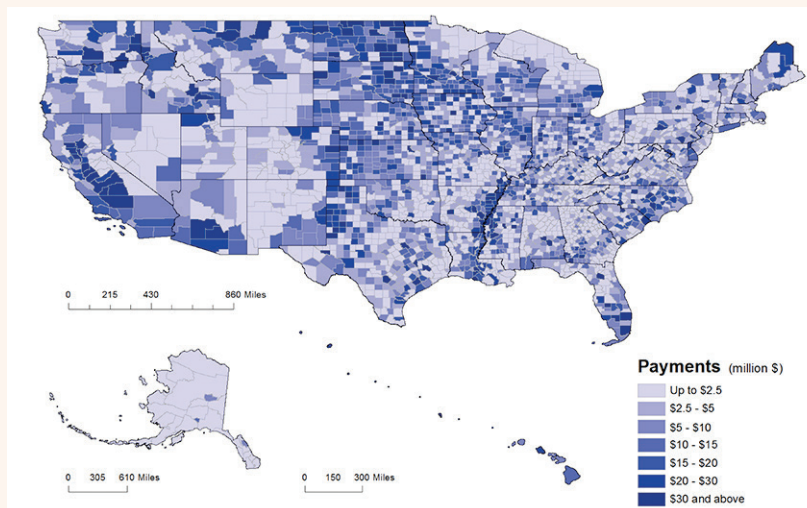 0 215 430 860 Miles
Payments (million $)
Up to $2.5
$2.5 - $5
$5 - $10
$10 - $15
$15 - $20
$20 - $30
$30 and above
0 305 610 Miles
0 150 300 Miles